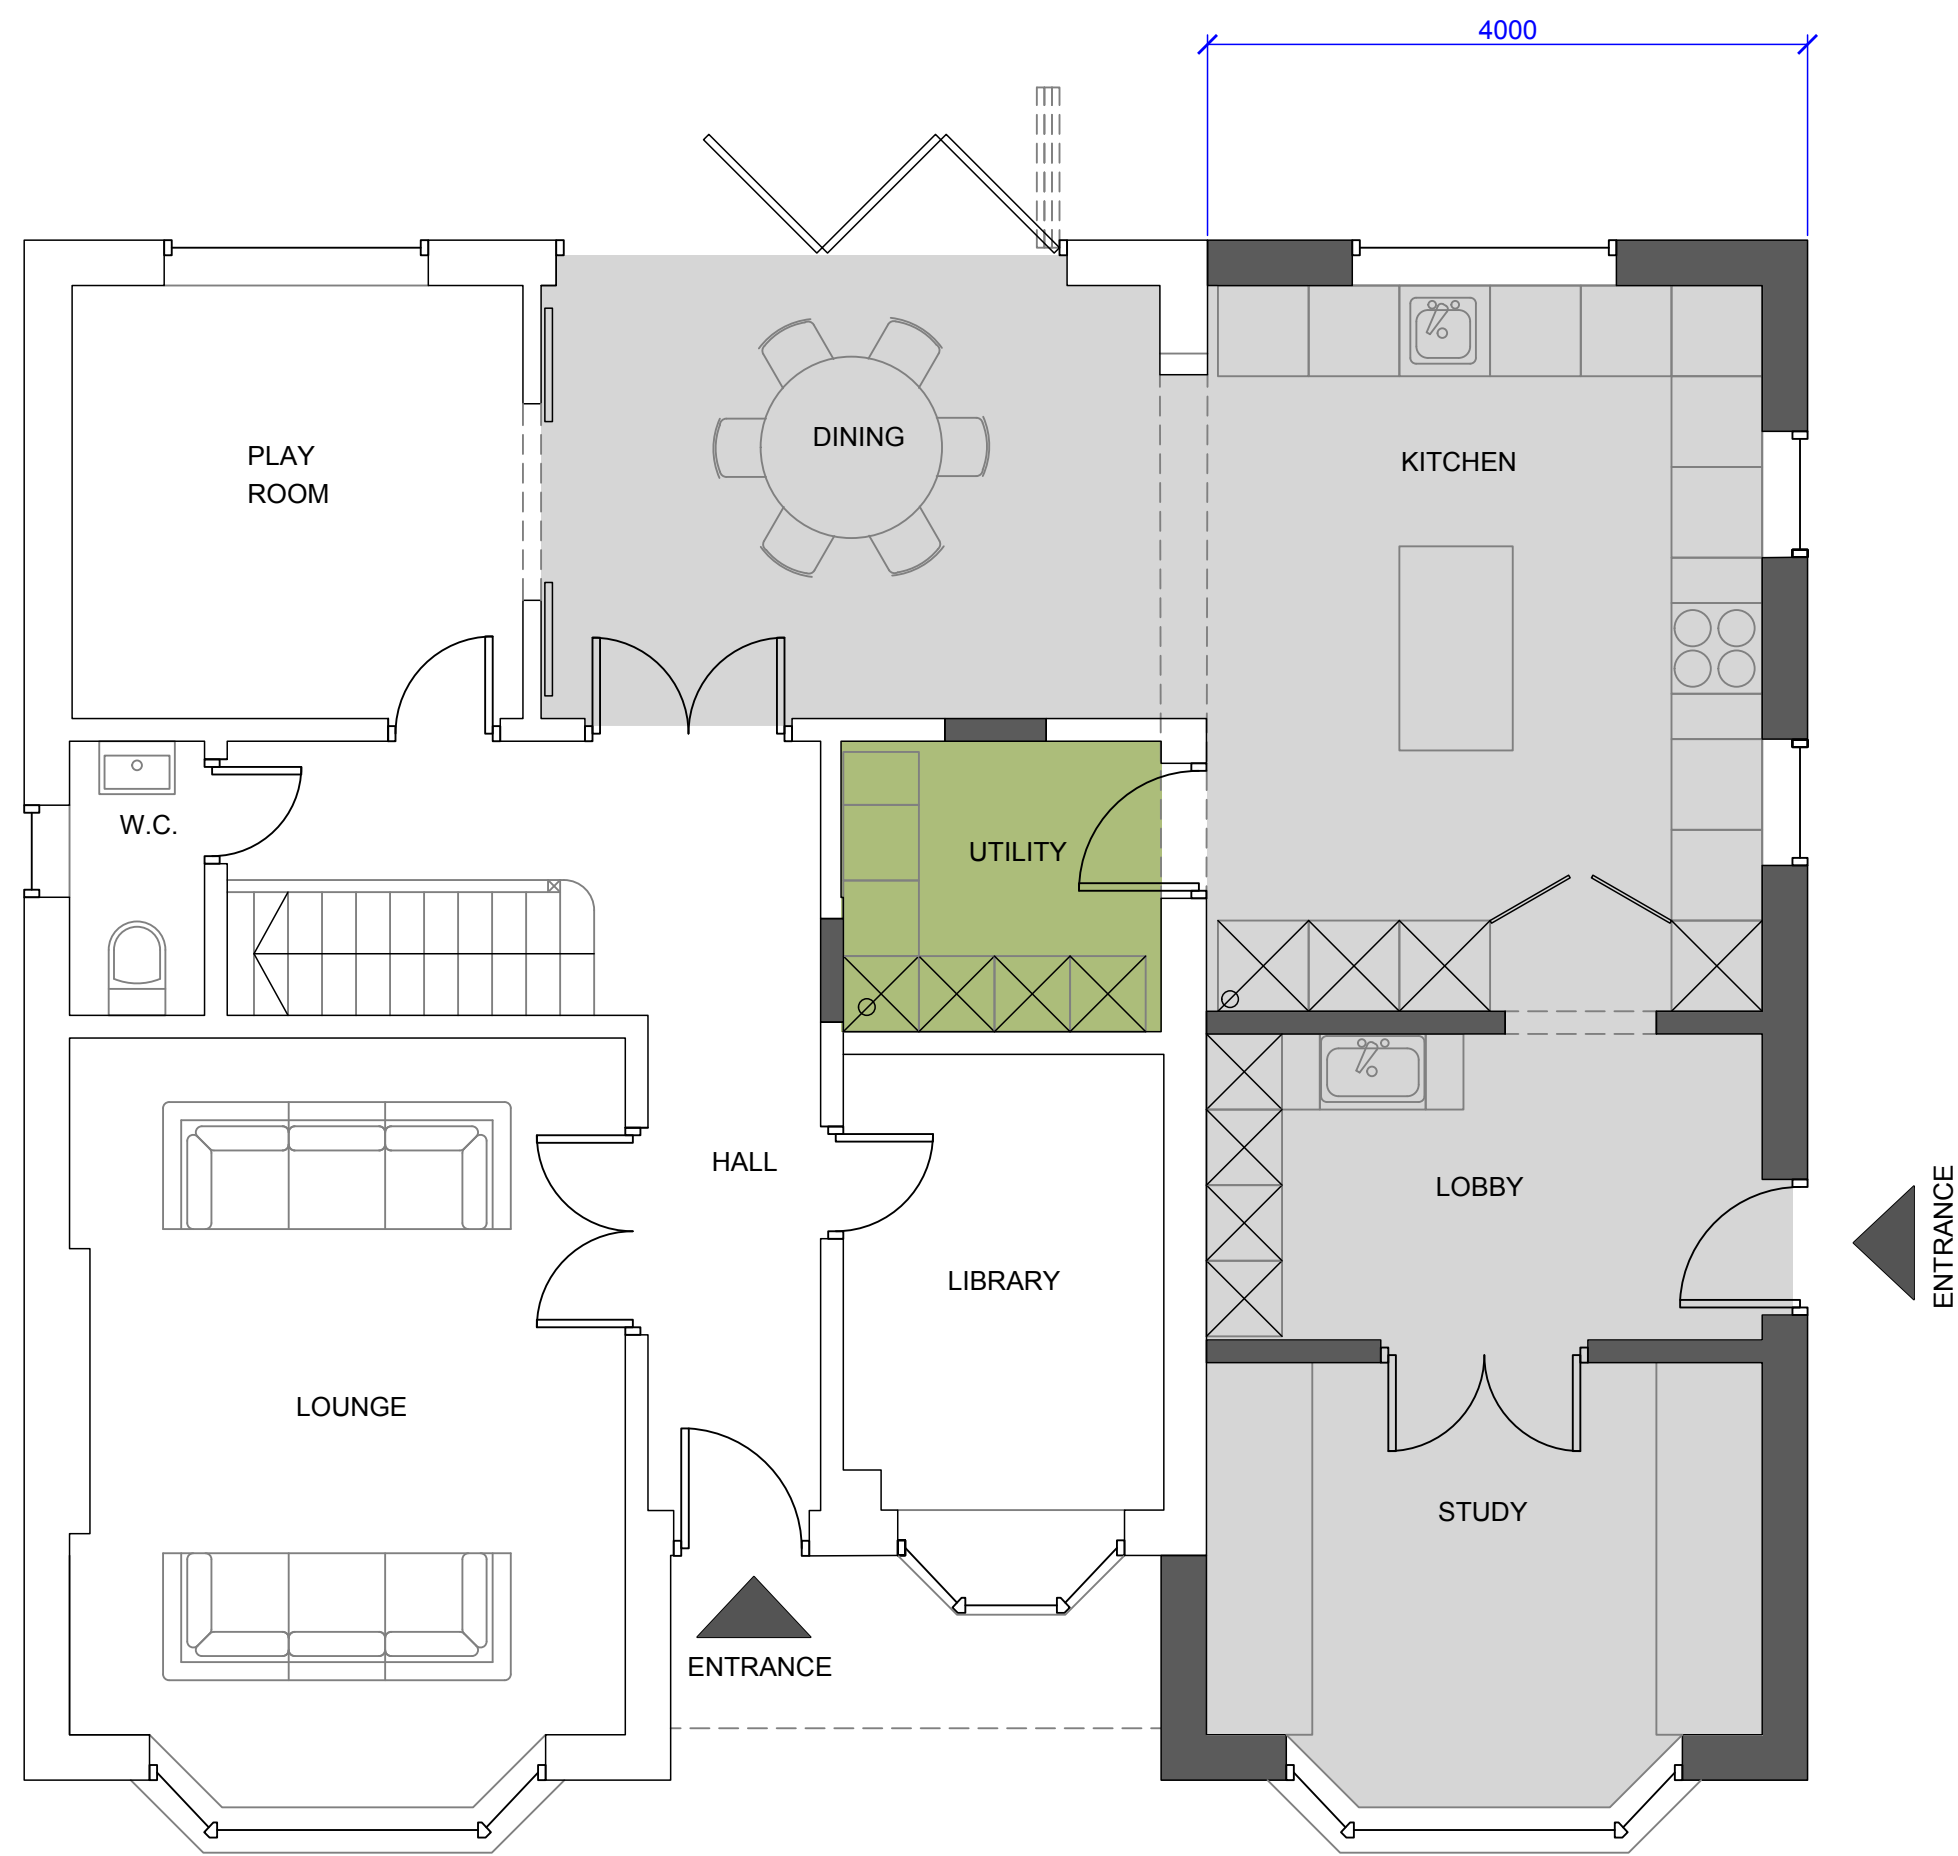 4000
DINING
PLAY
ROOM
KITCHEN
W.C.
UTILITY
HALL
LOBBY
ENTRANCE
LIBRARY
LOUNGE
STUDY
ENTRANCE